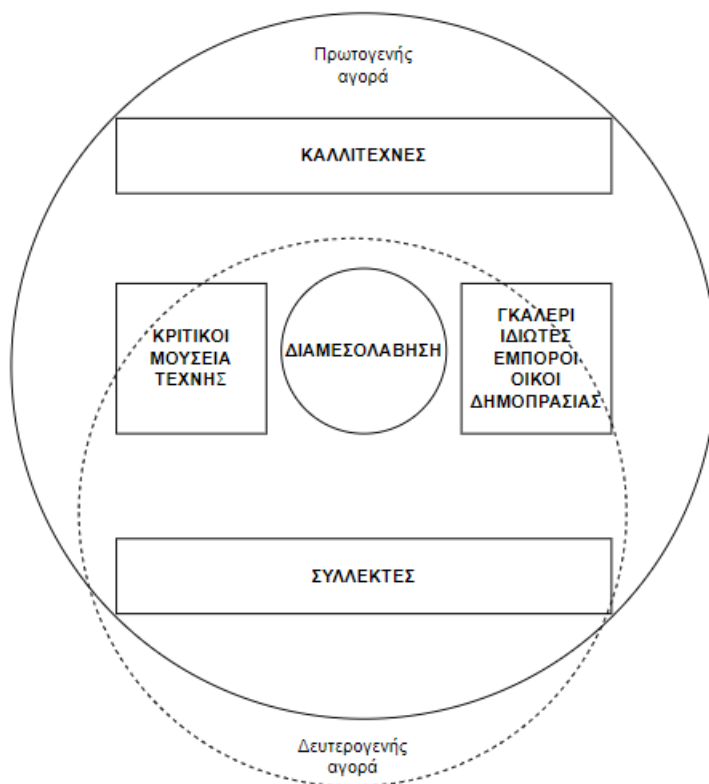 Πρωτογενής
αγορά
ΚΑΛΛΙΤΕΧΝΕΣ
ΚΡΙΤΙΚΟΙ
ΜΟΥΣΕΙΑ
ΤΕΧΝΗΣ
ΔΙΑΜΕΣΟΛΑΒΗΣΗ
ΓΚΑΛΕΡΙ
ΙΔΙΩΤΕΣ
ΕΜΠΟΡΟΙ
ΟΙΚΟΙ
ΔΗΜΟΠΡΑΣΙΑΣ
ΣΥΛΛΕΚΤΕΣ
Δευτερογενής
αγορά